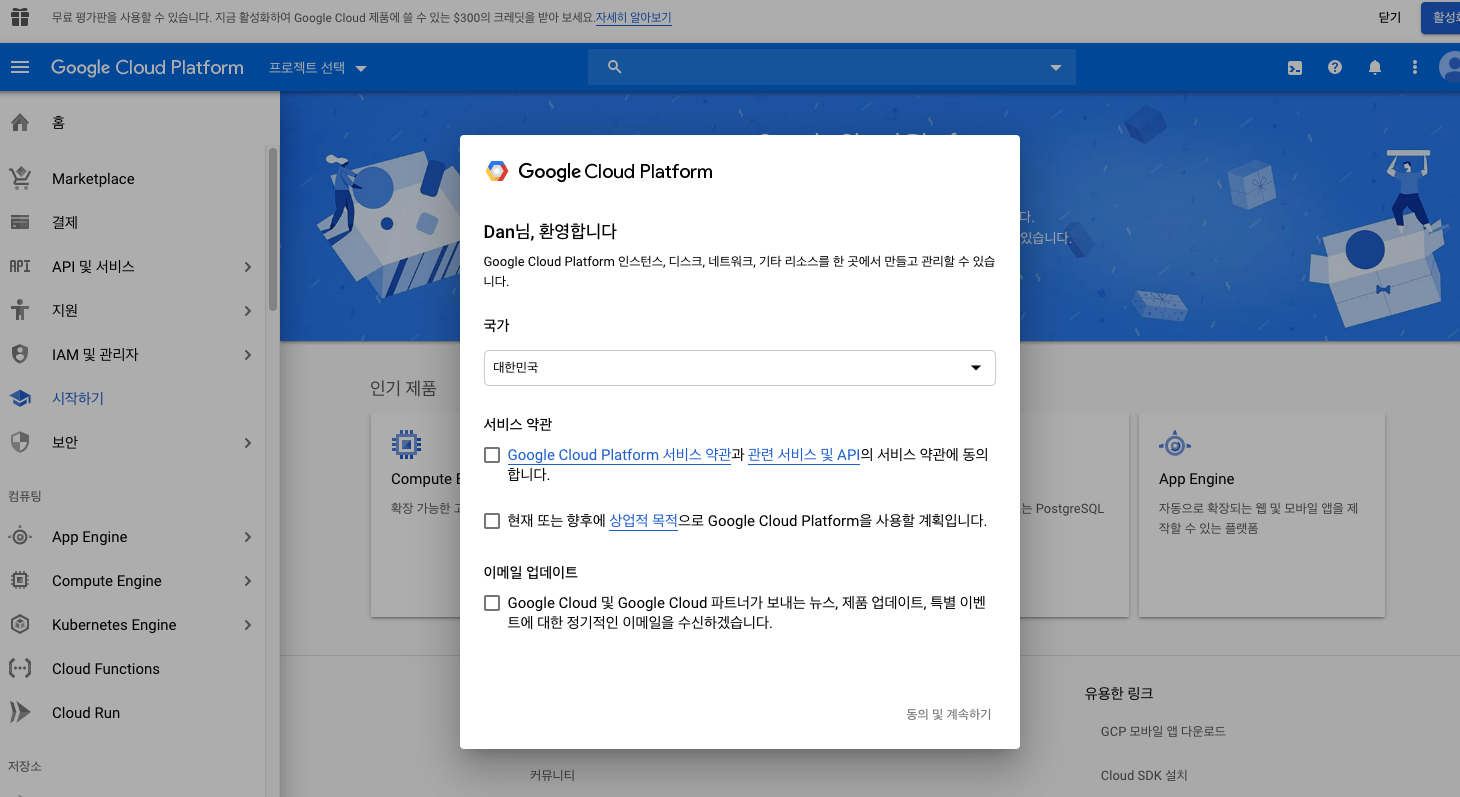 무료 평가판을 사용할 수 있습니다. 지금 활성화하여 Google Cloud 제품에 쓸 수 있는 $300의 크레딧을 받아 보세요.자세히 알아보기
닫기
Google Cloud Platform
프로젝트 선택
홈
Marketplace
결제
API 및 서비스
지원
IAM 및 관리자
시작하기
보안
컴퓨팅
App Engine
Compute Engine
Kubernetes Engine
Cloud Functions
Cloud Run
저장소
Google Cloud Platform
Dan님, 환영합니다
Google Cloud Platform 인스턴스, 디스크, 네트워크, 기타 리소스를 한 곳에서 만들고 관리할 수 있습
니다.
국가
대한민국
서비스 약관
Google Cloud Platform 서비스 약관과 관련 서비스 및 API의 서비스 약관에 동의
합니다.
현재 또는 향후에 상업적 목적으로 Google Cloud Platform을 사용할 계획입니다.
이메일 업데이트
Google Cloud 및 Google Cloud 파트너가 보내는 뉴스, 제품 업데이트, 특별 이벤
트에 대한 정기적인 이메일을 수신하겠습니다.
동의 및 계속하기
있습니다.
인기 제품
Compute
확장 가능한
PostgreSQL
App Engine
자동으로 확장되는 웹 및 모바일 앱을 제
작할 수 있는 플랫폼
커뮤니티
유용한 링크
GCP 모바일 앱 다운로드
Cloud SDK 설치